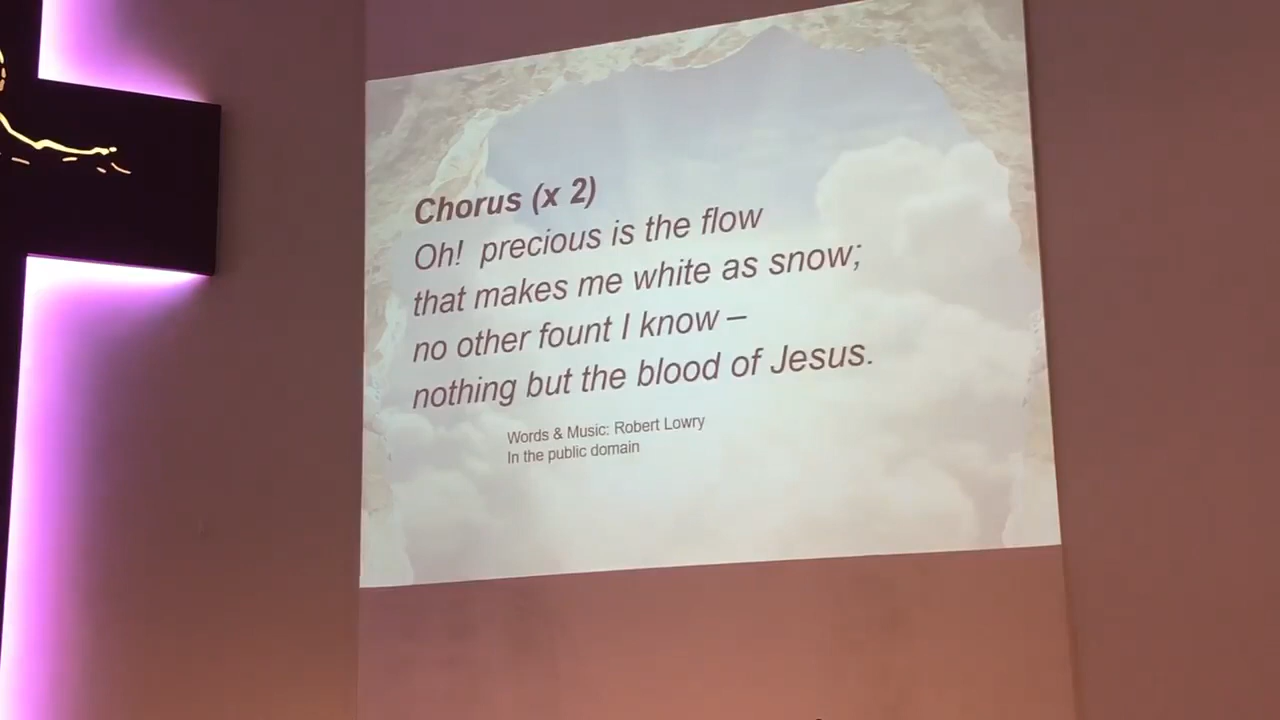 Chorus (x 2)
Oh!  precious is the flow
that makes me white as snow;
no other fount I know –
nothing but the blood of Jesus.
Words & Music: Robert Lowry
In the public domain